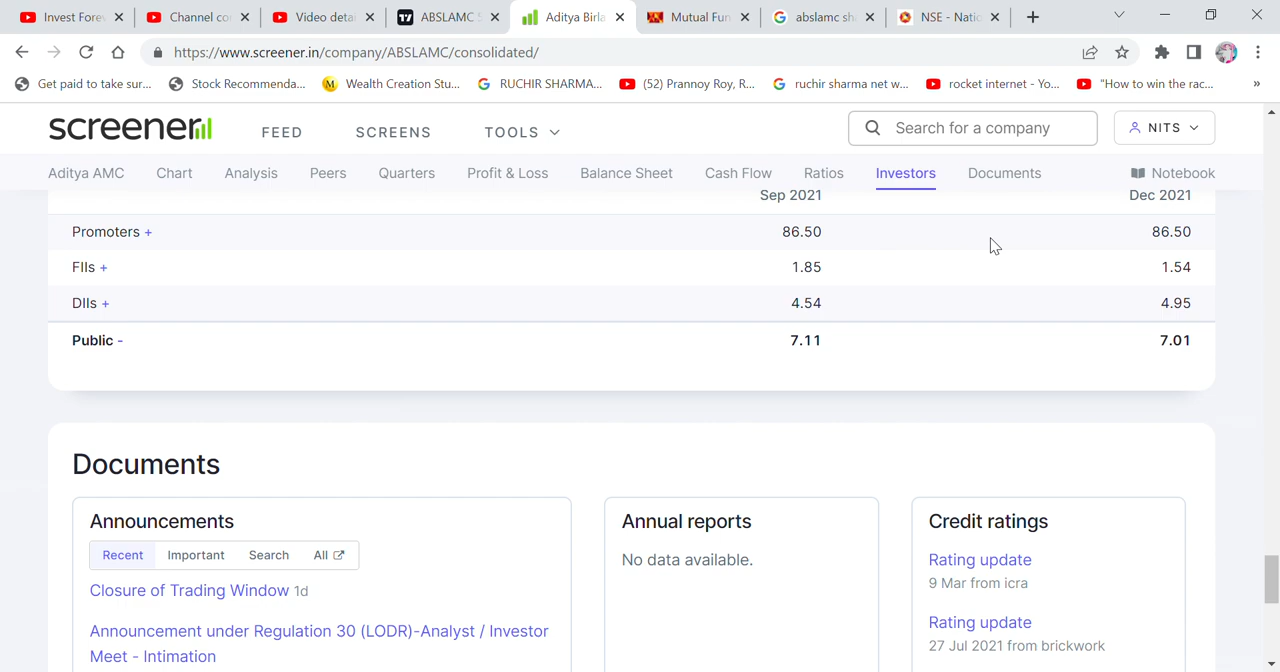 Invest Forev
Channel co
Video detai
ABSLAMC S
Aditya Birla
Mutual Fun
abslamc sh
NSE - Natio
https://www.screener.in/company/ABSLAMC/consolidated/
Get paid to take sur...
Stock Recommenda...
Wealth Creation Stu...
RUCHIR SHARMA...
(52) Prannoy Roy, R...
ruchir sharma net w...
rocket internet - Yo...
"How to win the rac...
»
screener
FEED
SCREENS
TOOLS
Search for a company
NITS
Aditya AMC
Chart
Analysis
Peers
Quarters
Profit & Loss
Balance Sheet
Cash Flow
Ratios
Investors
Documents
Notebook
Sep 2021 Dec 2021
Promoters + 86.50 86.50
FIIs + 1.85 1.54
DIIs + 4.54 4.95
Public - 7.11 7.01
Documents
Announcements
Recent Important Search All
Closure of Trading Window 1d
Announcement under Regulation 30 (LODR)-Analyst / Investor
Meet - Intimation
Annual reports
No data available.
Credit ratings
Rating update
9 Mar from icra
Rating update
27 Jul 2021 from brickwork